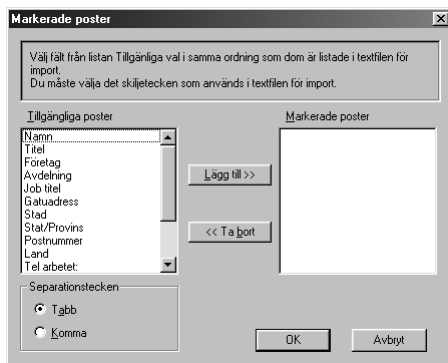 Markerade poster
Välj fält från listan Tillgänliga val i samma ordning som dom är listade i textfilen för
import.
Du måste välja det skiljetecken som används i textfilen för import.
Tillgängliga poster
Markerade poster
Namn
Titel
Företag
Avdelning
Job titel
Gatuadress
Stad
Stat/Provins
Postnummer
Land
Tel arbetet:
Lägg till >>
<< Ta bort
Separationstecken
Tabb
Komma
OK
Avbryt